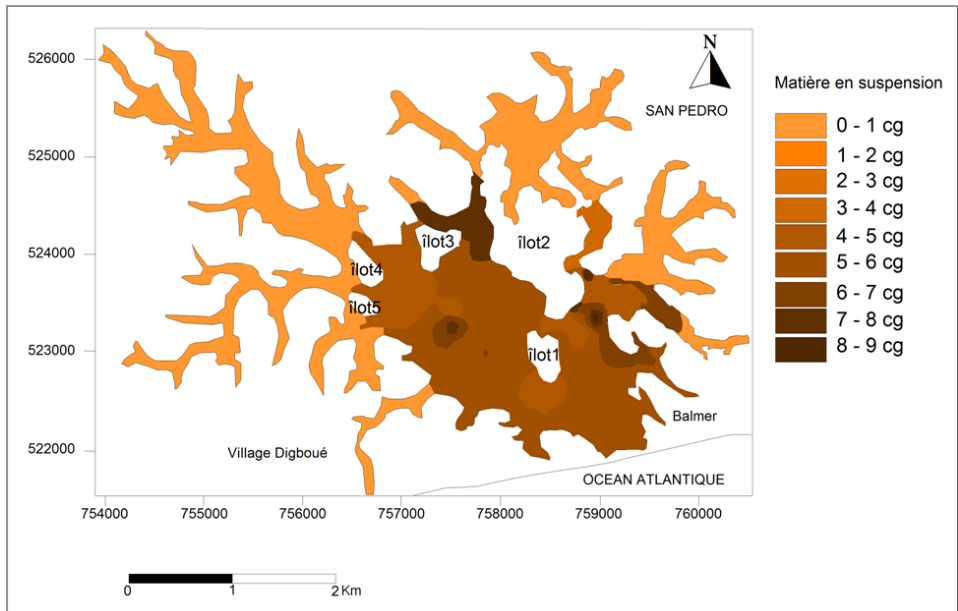 526000
525000
524000
523000
522000
754000
755000
756000
757000
758000
759000
760000
N
SAN PEDRO
îlot3
îlot2
îlot4
îlot5
îlot1
Balmer
Village Digboué
OCEAN ATLANTIQUE
Matière en suspension
0 - 1 cg
1 - 2 cg
2 - 3 cg
3 - 4 cg
4 - 5 cg
5 - 6 cg
6 - 7 cg
7 - 8 cg
8 - 9 cg
0
1
2 Km